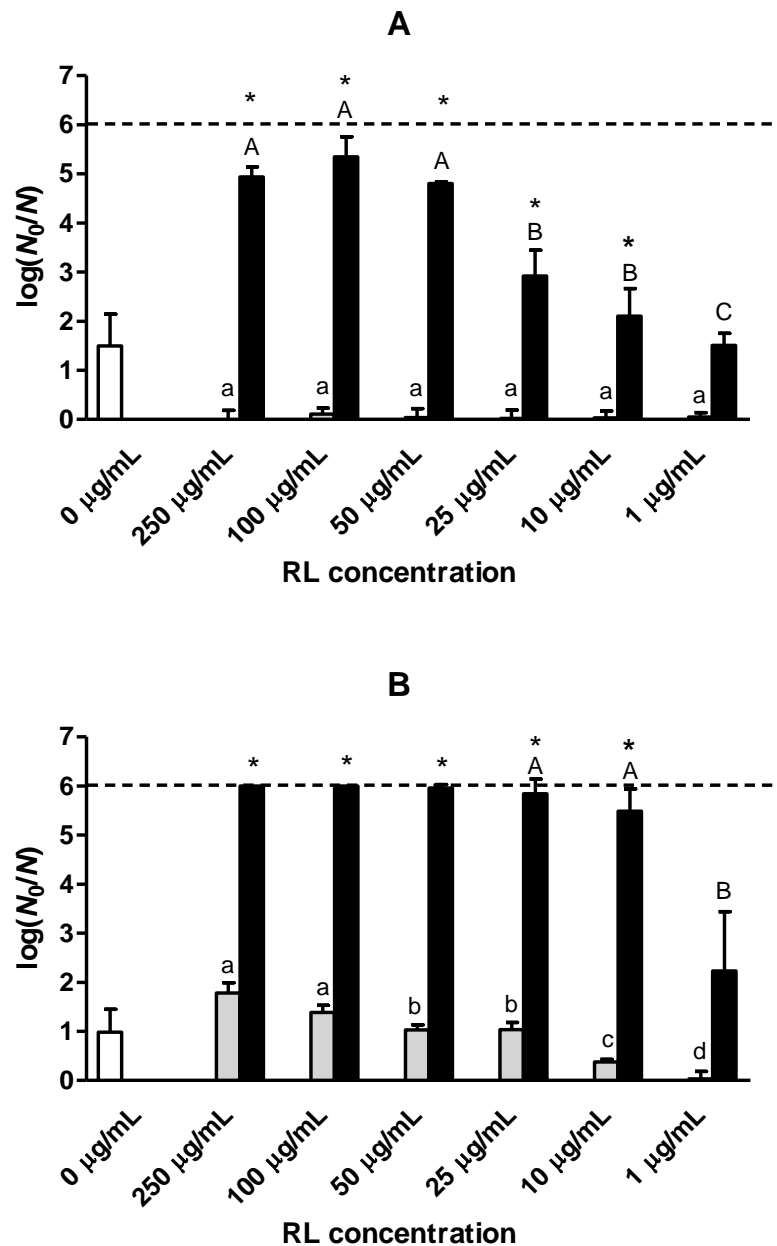 A
7
6
5
4
3
2
1
0
log(N0/N)
* * * * *
A A A B B C
a a a a a a
0 μg/mL
250 μg/mL
100 μg/mL
50 μg/mL
25 μg/mL
10 μg/mL
1 μg/mL
RL concentration
B
7
6
5
4
3
2
1
0
log(N0/N)
* * * * *
A A B
a a b b c d
0 μg/mL
250 μg/mL
100 μg/mL
50 μg/mL
25 μg/mL
10 μg/mL
1 μg/mL
RL concentration